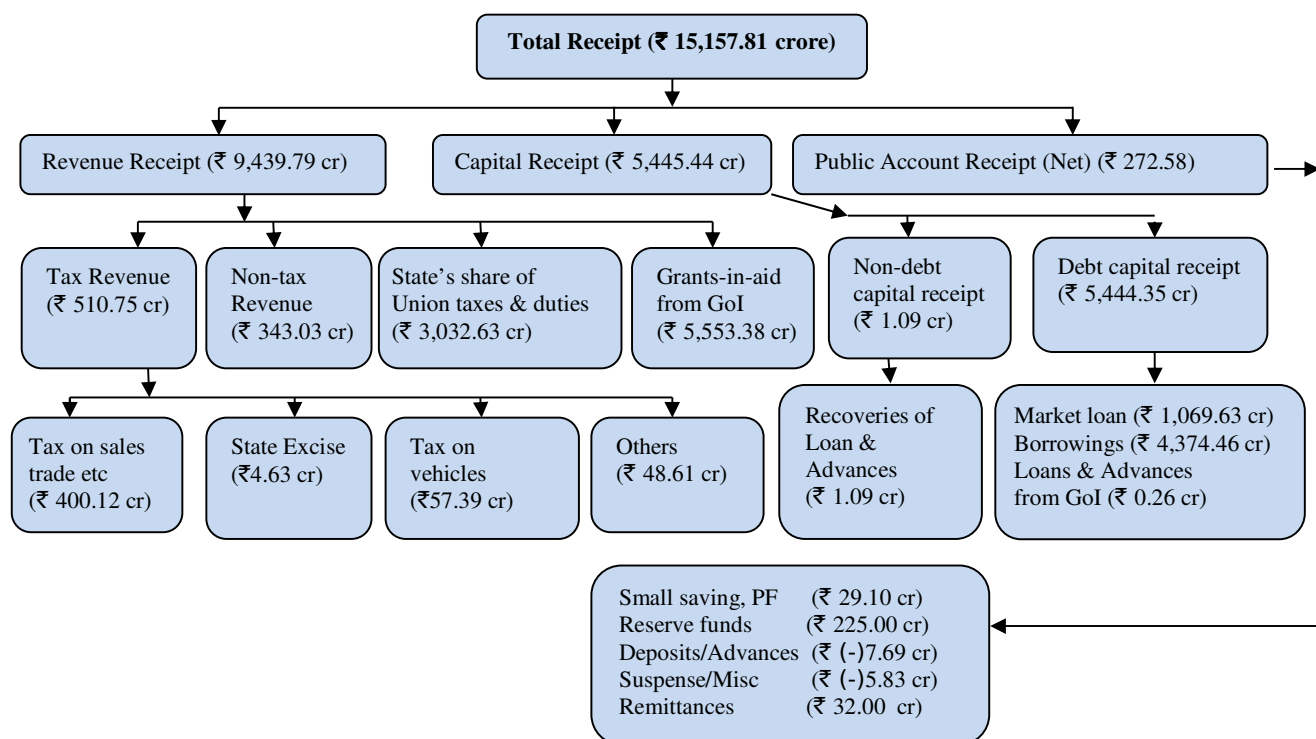 Total Receipt (₹ 15,157.81 crore)
Revenue Receipt (₹ 9,439.79 cr)
Capital Receipt (₹ 5,445.44 cr)
Public Account Receipt (Net) (₹ 272.58)
Tax Revenue
(₹ 510.75 cr)
Non-tax
Revenue
(₹ 343.03 cr)
State’s share of
Union taxes & duties
(₹ 3,032.63 cr)
Grants-in-aid
from GoI
(₹ 5,553.38 cr)
Non-debt
capital receipt
(₹ 1.09 cr)
Debt capital receipt
(₹ 5,444.35 cr)
Tax on sales
trade etc
(₹ 400.12 cr)
State Excise
(₹4.63 cr)
Tax on
vehicles
(₹57.39 cr)
Others
(₹ 48.61 cr)
Recoveries of
Loan &
Advances
(₹ 1.09 cr)
Market loan (₹ 1,069.63 cr)
Borrowings (₹ 4,374.46 cr)
Loans & Advances
from GoI (₹ 0.26 cr)
Small saving, PF (₹ 29.10 cr)
Reserve funds (₹ 225.00 cr)
Deposits/Advances (₹ (-)7.69 cr)
Suspense/Misc (₹ (-)5.83 cr)
Remittances (₹ 32.00 cr)